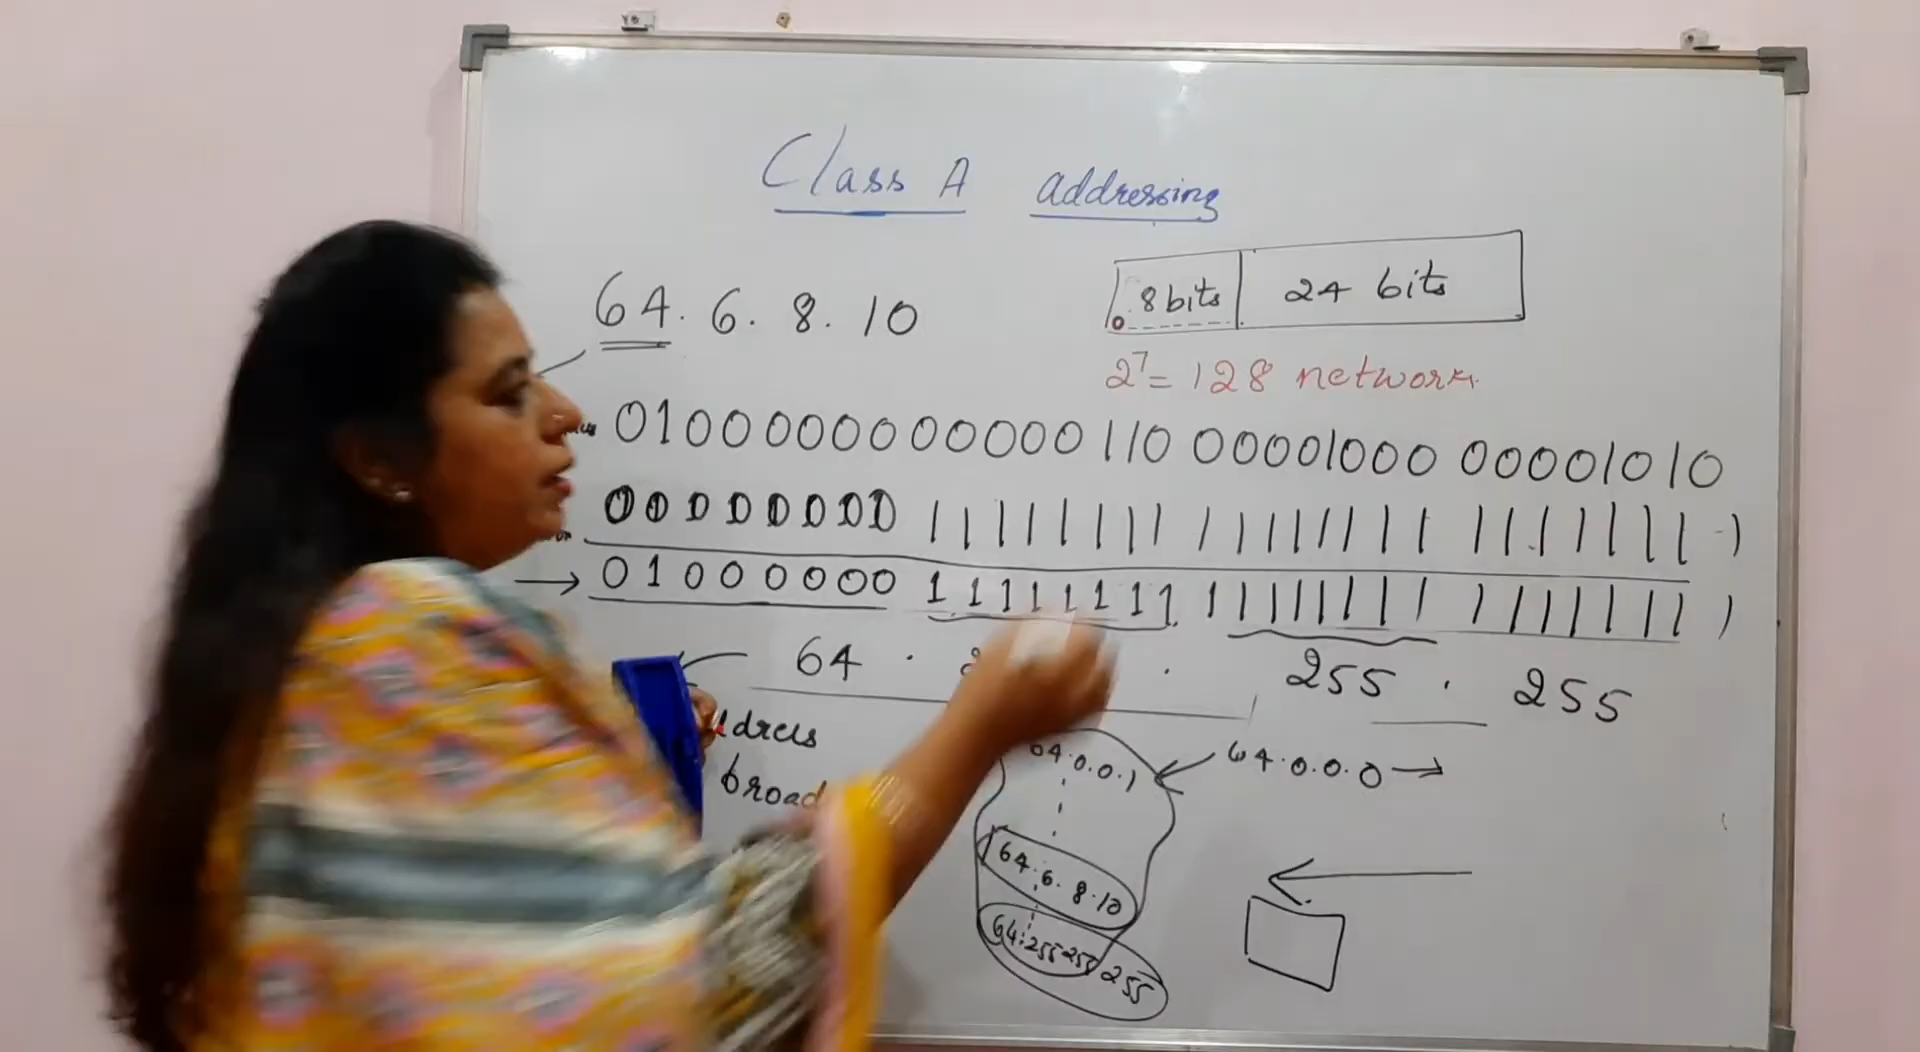 Class A addressing
64. 6. 8. 10
8 bits 24 bits
0
2⁷ = 128 network
01000000 00000110 00001000 00001010
00000000 11111111 11111111 11111111 )
→ 01000000 11111111 11111111 11111111 )
64 . . 255 . 255
64.0.0.1
64.0.0.0 →
64.6.8.10
64.255.255 255